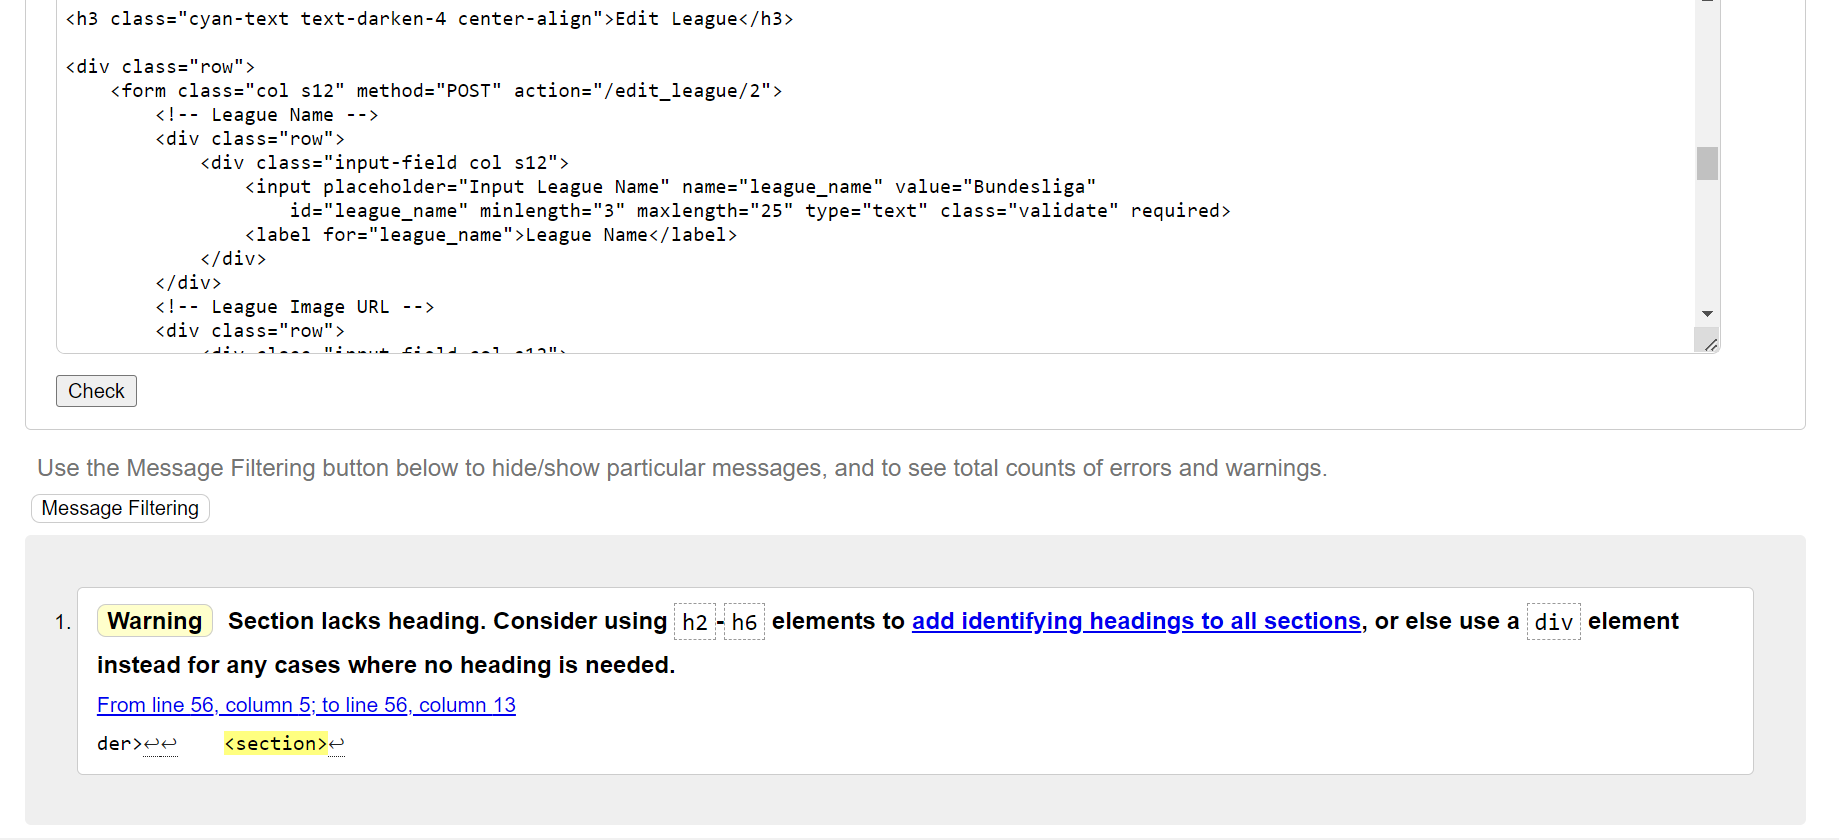 <h3 class="cyan-text text-darken-4 center-align">Edit League</h3>
<div class="row">
<form class="col s12" method="POST" action="/edit_league/2">
<!-- League Name -->
<div class="row">
<div class="input-field col s12">
<input placeholder="Input League Name" name="league_name" value="Bundesliga"
id="league_name" minlength="3" maxlength="25" type="text" class="validate" required>
<label for="league_name">League Name</label>
</div>
</div>
<!-- League Image URL -->
<div class="row">
<div class="input-field col s12">
Check
Use the Message Filtering button below to hide/show particular messages, and to see total counts of errors and warnings.
Message Filtering
1. Warning Section lacks heading. Consider using h2-h6 elements to add identifying headings to all sections, or else use a div element
instead for any cases where no heading is needed.
From line 56, column 5; to line 56, column 13
der>↩↩ <section>↩